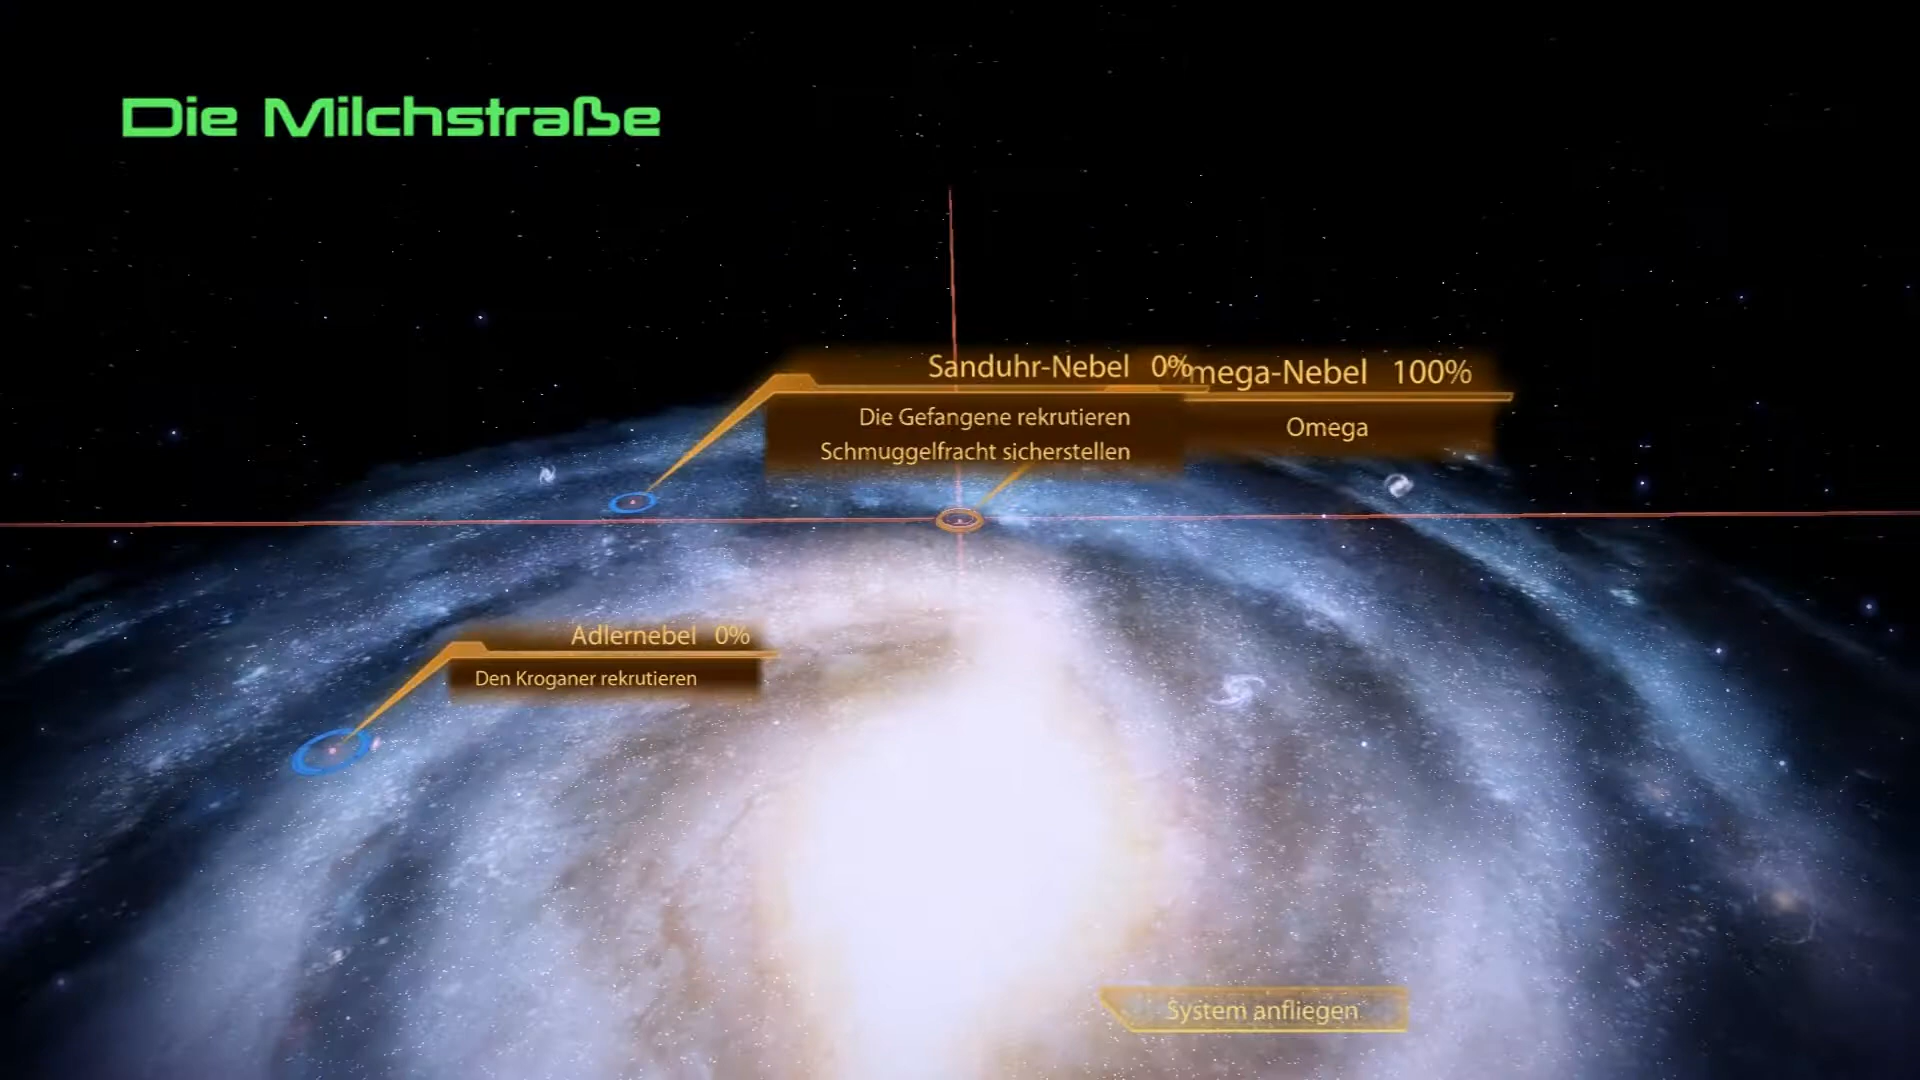 Die Milchstraße
Sanduhr-Nebel 0%
mega-Nebel 100%
Die Gefangene rekrutieren
Schmuggelfracht sicherstellen
Omega
Adlernebel 0%
Den Kroganer rekrutieren
System anfliegen